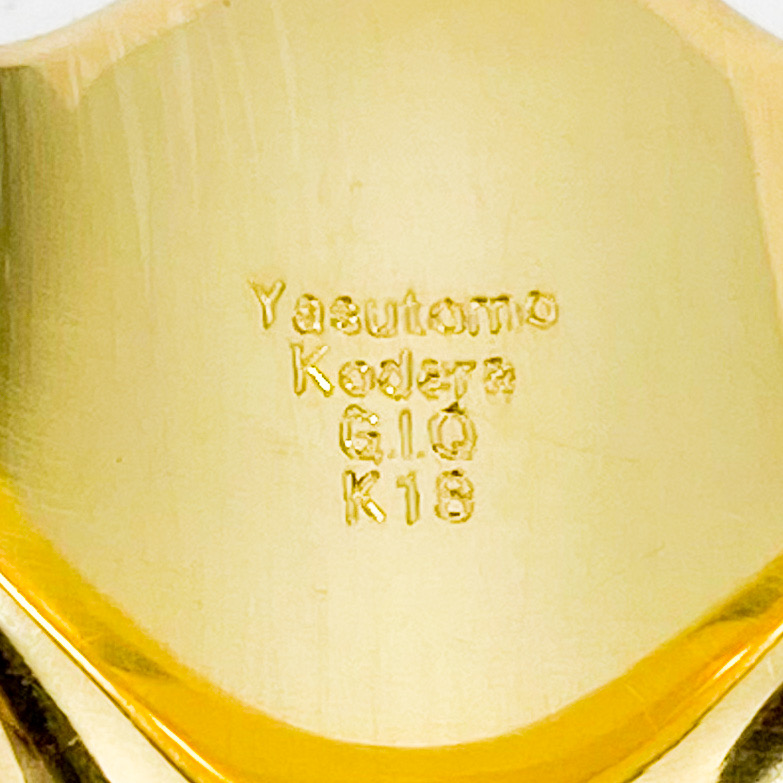 Yasutomo
Kodera
G.I.Q
K18